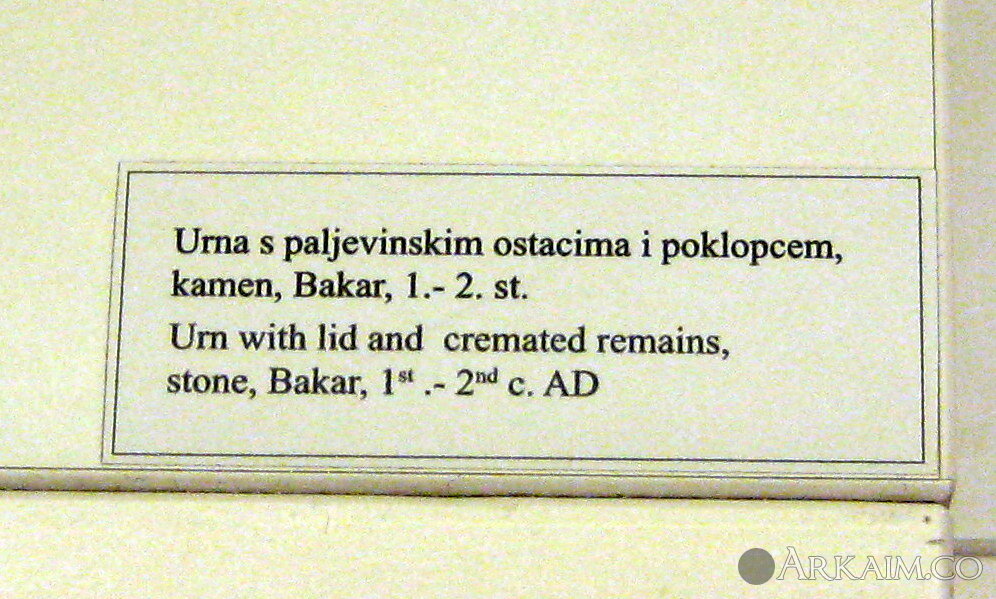 Urna s paljevinskim ostacima i poklopcem,
kamen, Bakar, 1.- 2. st.
Urn with lid and cremated remains,
stone, Bakar, 1st .- 2nd c. AD
ARKAIM.CO